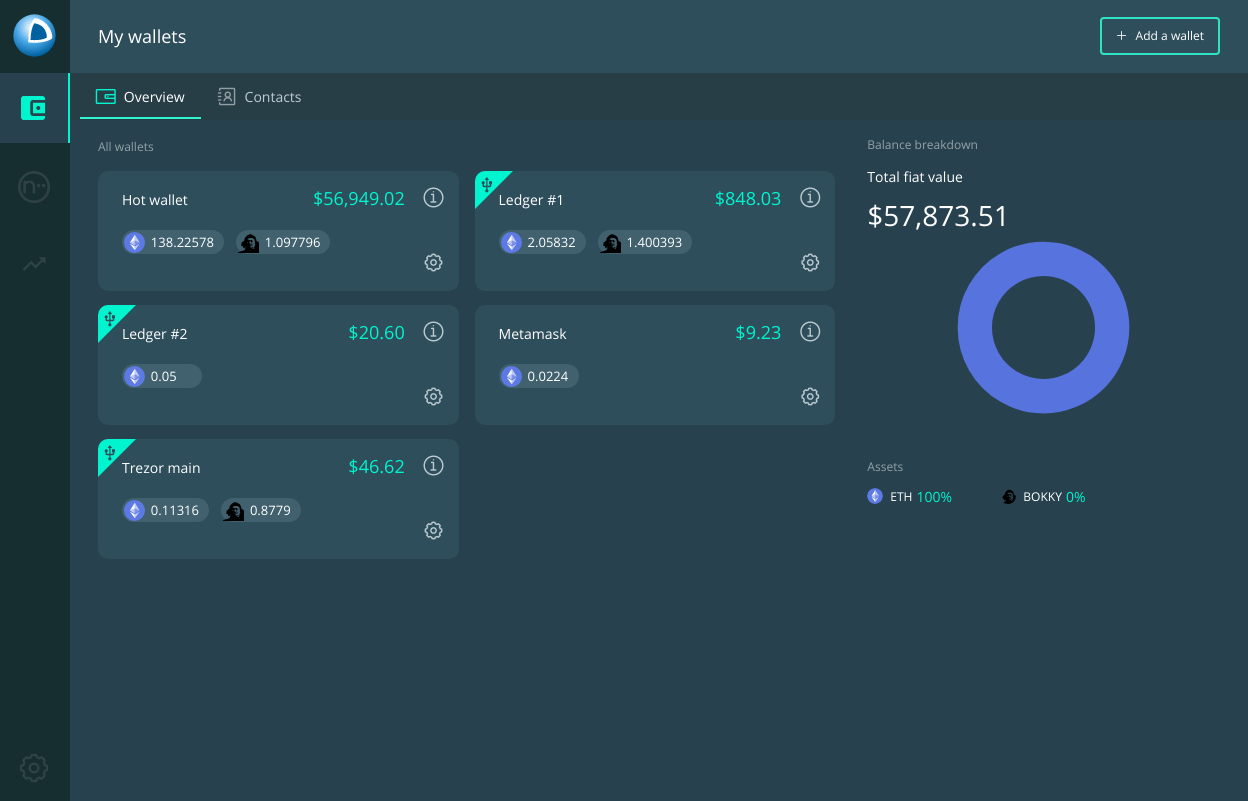 My wallets
+ Add a wallet
Overview
Contacts
All wallets
Hot wallet $56,949.02
138.22578 1.097796
Ledger #1 $848.03
2.05832 1.400393
Ledger #2 $20.60
0.05
Metamask $9.23
0.0224
Trezor main $46.62
0.11316 0.8779
Balance breakdown
Total fiat value
$57,873.51
Assets
ETH 100% BOKKY 0%